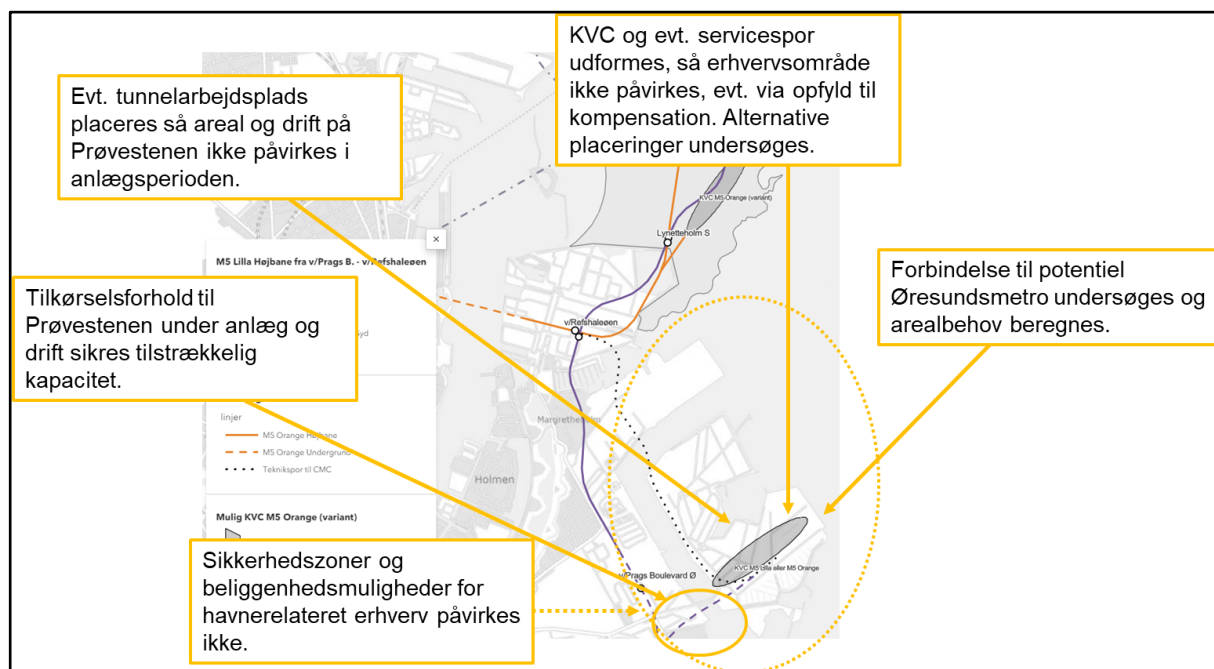 KVC og evt. servicespor
udformes, så erhvervsområde
ikke påvirkes, evt. via opfyld til
kompensation. Alternative
placeringer undersøges.
Evt. tunnelarbejdsplads
placeres så areal og drift på
Prøvestenen ikke påvirkes i
anlægsperioden.
KVC M5 Orange (variant)
Lynetteholm S
×
M5 Lilla Højbane fra v/Prags B. - v/Refshaleøen
Forbindelse til potentiel
Øresundsmetro undersøges og
arealbehov beregnes.
Tilkørselsforhold til
Prøvestenen under anlæg og
drift sikres tilstrækkelig
kapacitet.
v/Refshaleøen
linjer
M5 Orange Højbane
M5 Orange Undergrund
Teknikspor til CMC
Margretheholm
Holmen
Mulig KVC M5 Orange (variant)
Sikkerhedszoner og
beliggenhedsmuligheder for
havnerelateret erhverv påvirkes
ikke.
v/Prags Boulevard Ø
KVC M5 Lilla eller M5 Orange